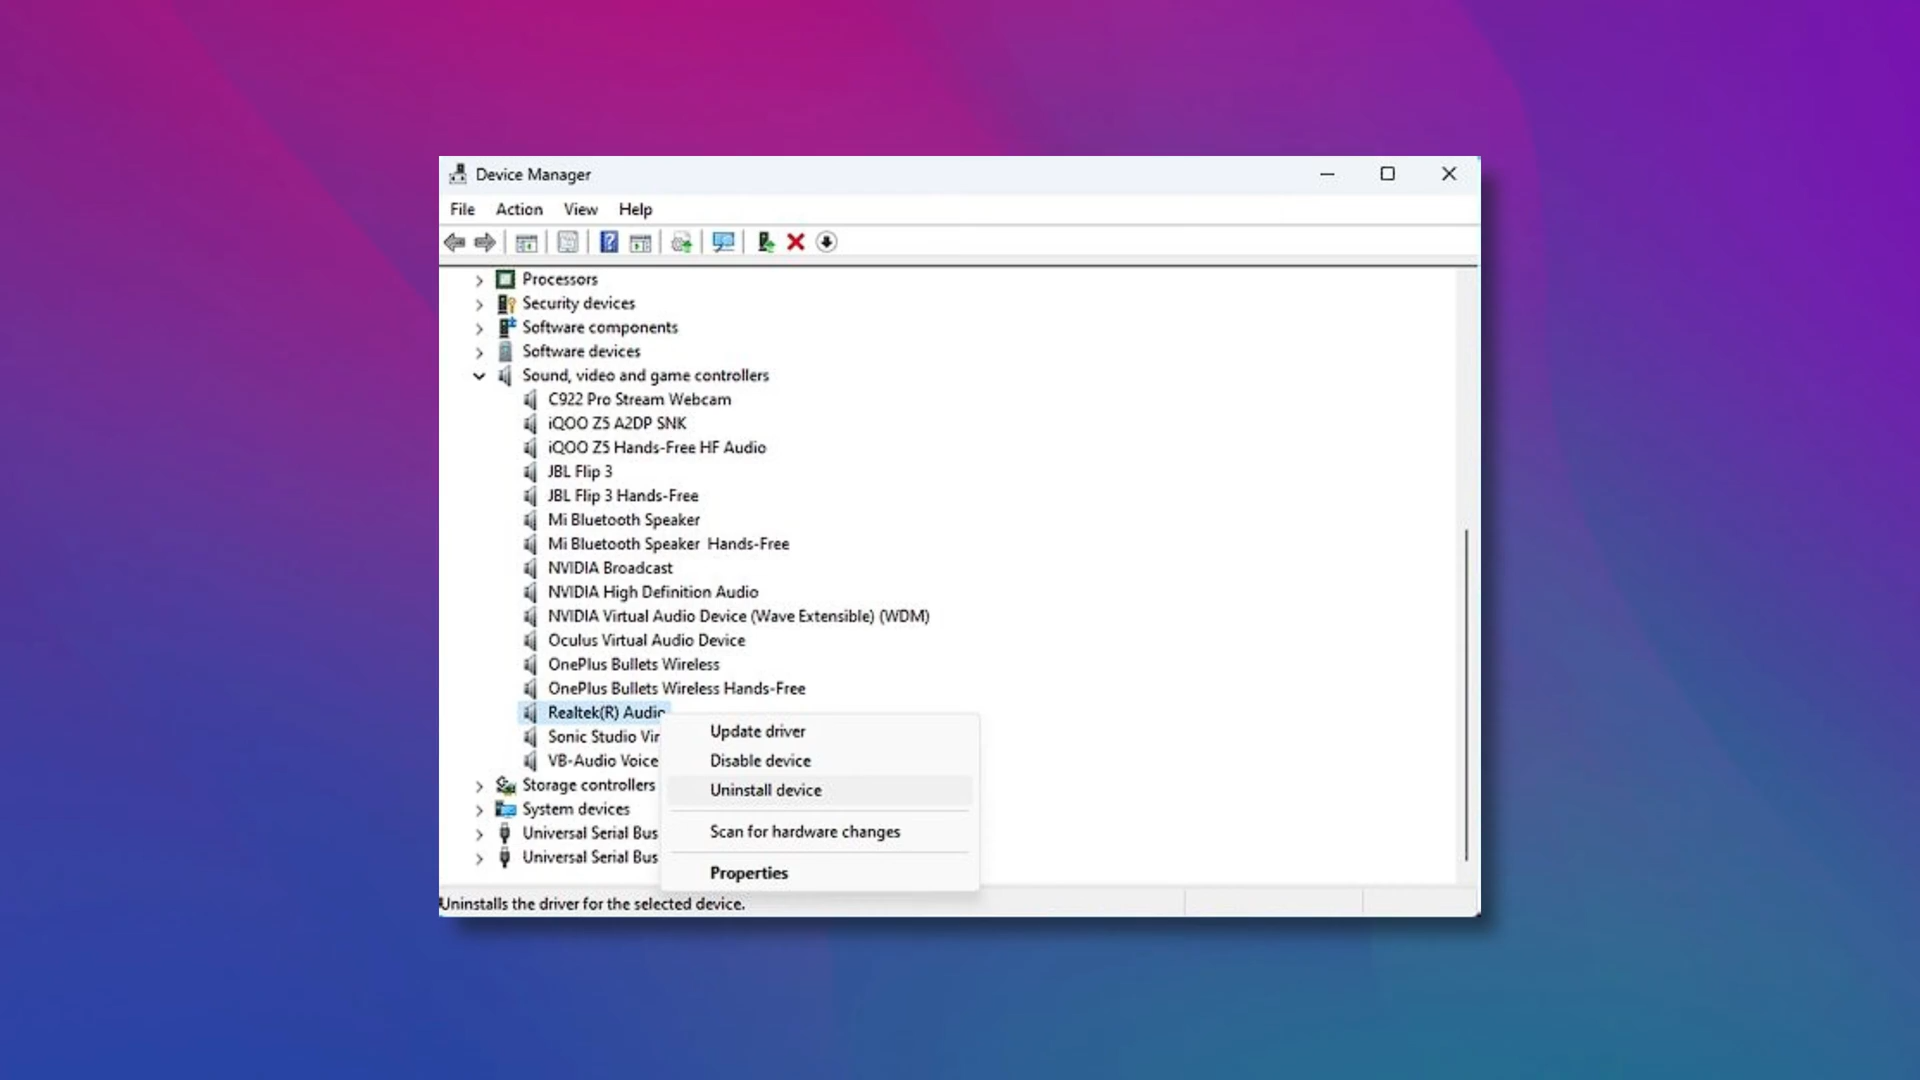 Device Manager
File Action View Help
Processors
Security devices
Software components
Software devices
Sound, video and game controllers
C922 Pro Stream Webcam
iQOO Z5 A2DP SNK
iQOO Z5 Hands-Free HF Audio
JBL Flip 3
JBL Flip 3 Hands-Free
Mi Bluetooth Speaker
Mi Bluetooth Speaker Hands-Free
NVIDIA Broadcast
NVIDIA High Definition Audio
NVIDIA Virtual Audio Device (Wave Extensible) (WDM)
Oculus Virtual Audio Device
OnePlus Bullets Wireless
OnePlus Bullets Wireless Hands-Free
Realtek(R) Audio
Sonic Studio Vir
VB-Audio Voice
Storage controllers
System devices
Universal Serial Bus
Universal Serial Bus
Update driver
Disable device
Uninstall device
Scan for hardware changes
Properties
Uninstalls the driver for the selected device.